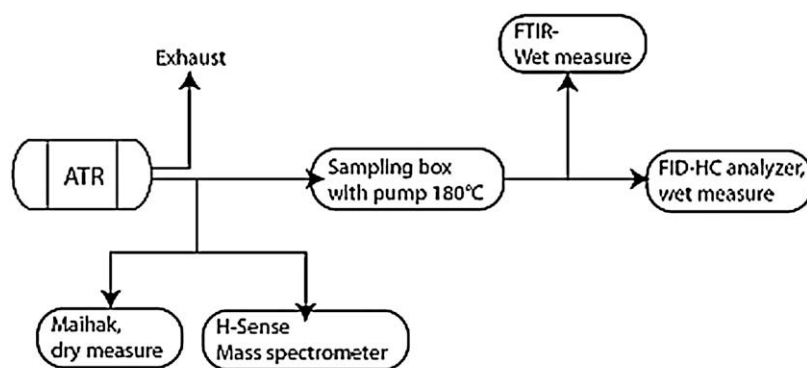 Exhaust
FTIR-
Wet measure
ATR
Sampling box
with pump 180°C
FID-HC analyzer,
wet measure
Maihak,
dry measure
H-Sense
Mass spectrometer